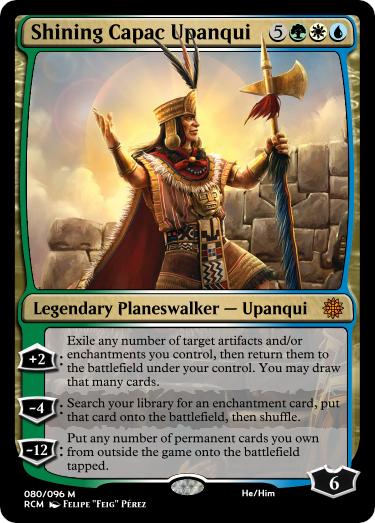 Shining Capac Upanqui 5
Legendary Planeswalker — Upanqui
Exile any number of target artifacts and/or
enchantments you control, then return them to
+2: the battlefield under your control. You may draw
that many cards.
-4: Search your library for an enchantment card, put
that card onto the battlefield, then shuffle.
Put any number of permanent cards you own
-12: from outside the game onto the battlefield
tapped.
6
080/096 M He/Him
RCM Felipe "Feig" Pérez